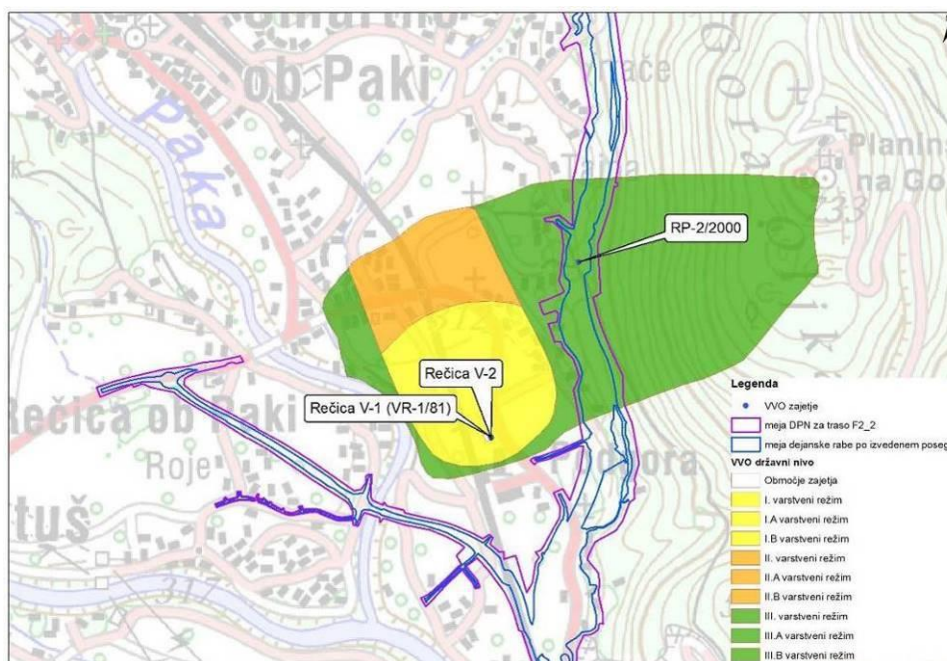 ob Paki
Paka
RP-2/2000
Rečica V-2
Rečica V-1 (VR-1/81)
Rečica ob Paki
Roje
Legenda
VVO zajetje
meja DPN za traso F2_2
meja dejanske rabe po izvedenem poseg
VVO državni nivo
Območje zajetja
I. varstveni režim
I.A varstveni režim
I.B varstveni režim
II. varstveni režim
II.A varstveni režim
II.B varstveni režim
III. varstveni režim
III.A varstveni režim
III.B varstveni režim